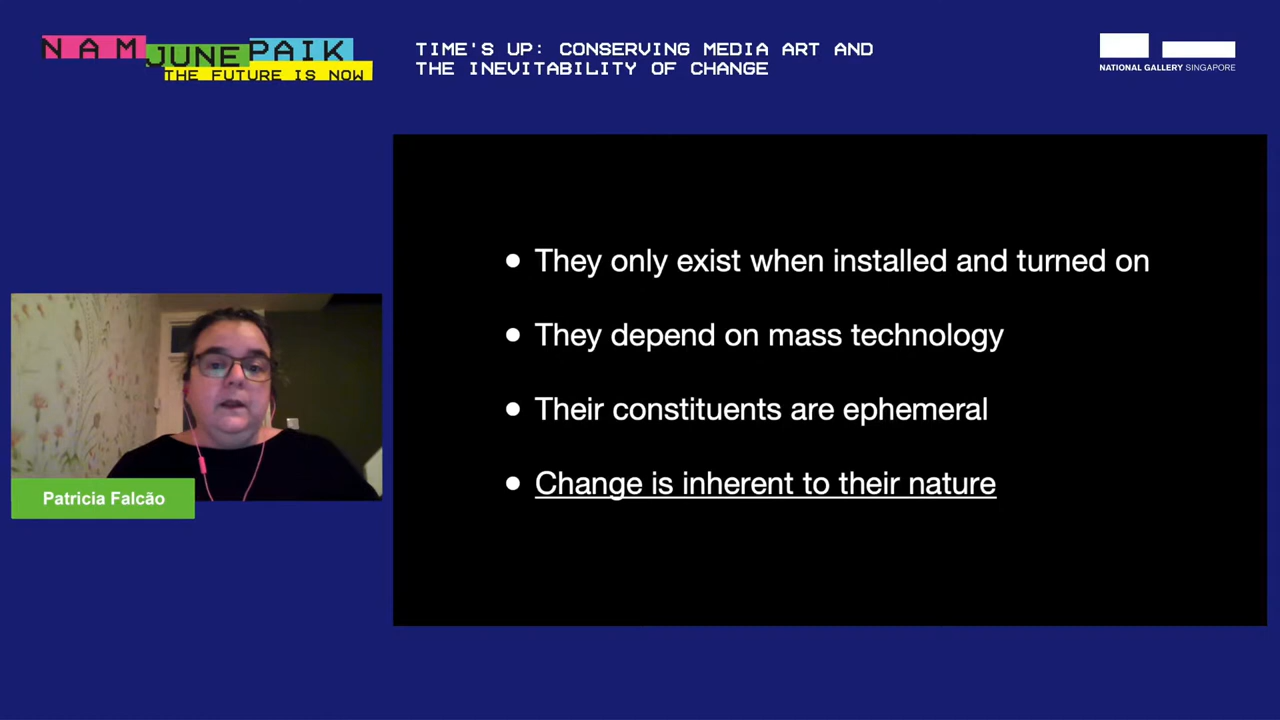 NAM JUNE PAIK
THE FUTURE IS NOW
TIME'S UP: CONSERVING MEDIA ART AND
THE INEVITABILITY OF CHANGE
NATIONAL GALLERY SINGAPORE
• They only exist when installed and turned on
• They depend on mass technology
• Their constituents are ephemeral
• Change is inherent to their nature
Patricia Falcão